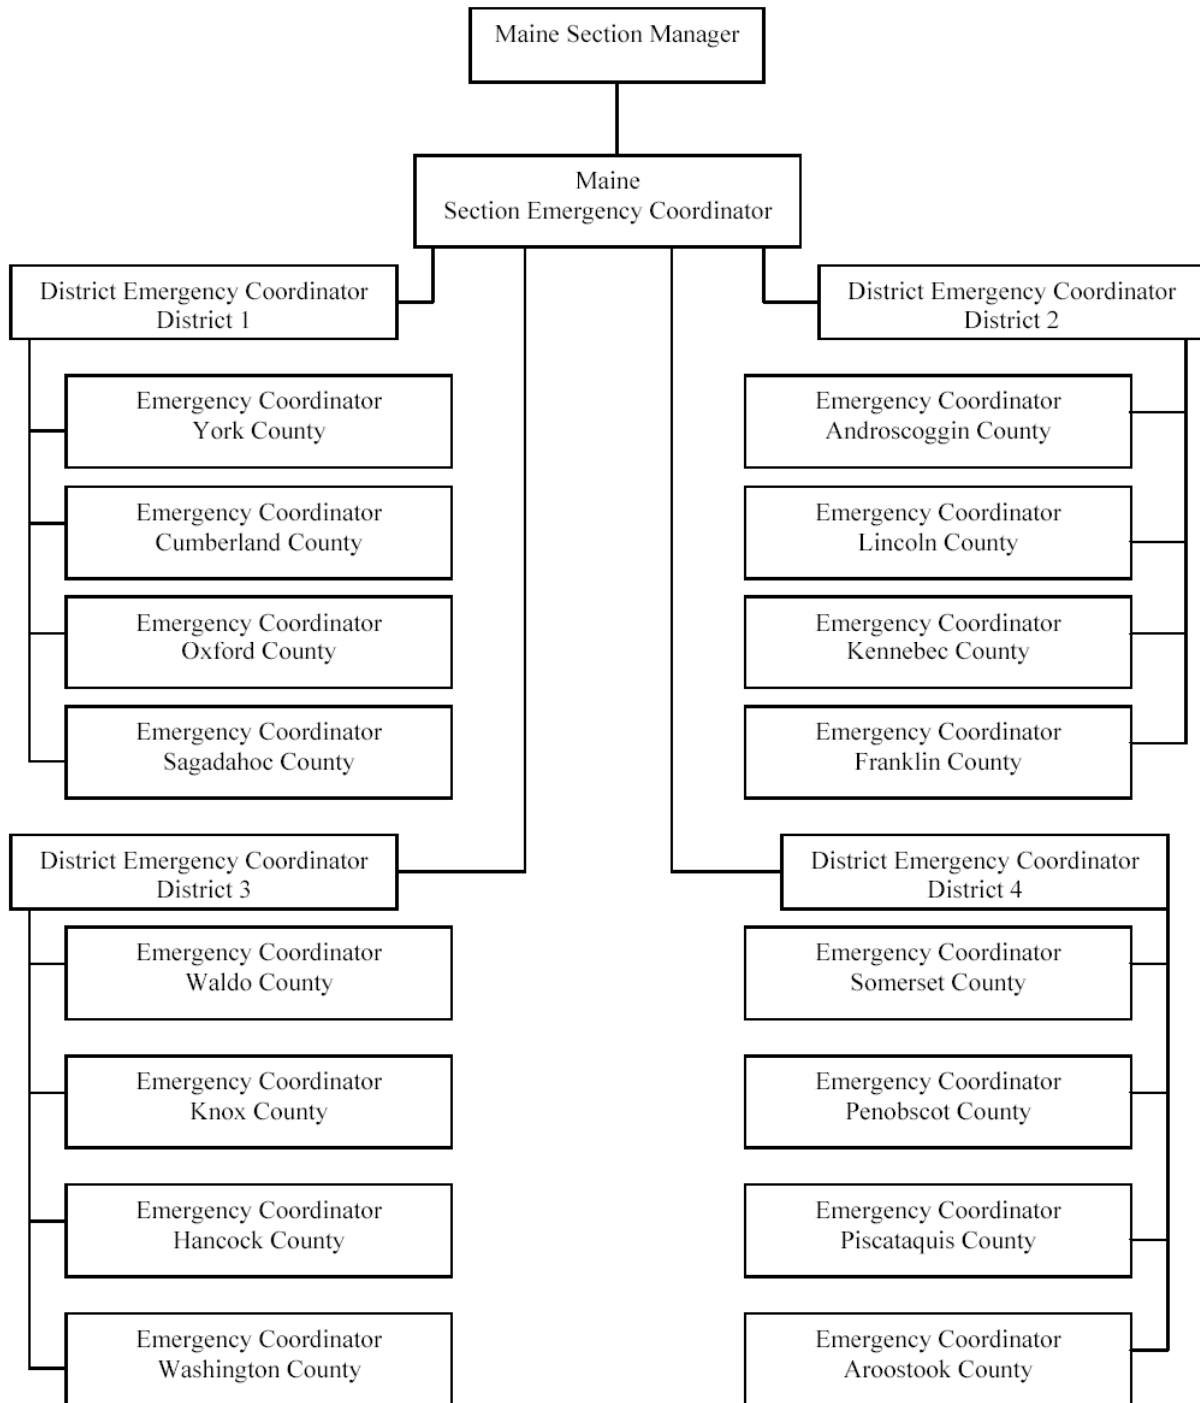 Maine Section Manager
Maine
Section Emergency Coordinator
District Emergency Coordinator
District 1
Emergency Coordinator
York County
Emergency Coordinator
Cumberland County
Emergency Coordinator
Oxford County
Emergency Coordinator
Sagadahoc County
District Emergency Coordinator
District 2
Emergency Coordinator
Androscoggin County
Emergency Coordinator
Lincoln County
Emergency Coordinator
Kennebec County
Emergency Coordinator
Franklin County
District Emergency Coordinator
District 3
Emergency Coordinator
Waldo County
Emergency Coordinator
Knox County
Emergency Coordinator
Hancock County
Emergency Coordinator
Washington County
District Emergency Coordinator
District 4
Emergency Coordinator
Somerset County
Emergency Coordinator
Penobscot County
Emergency Coordinator
Piscataquis County
Emergency Coordinator
Aroostook County